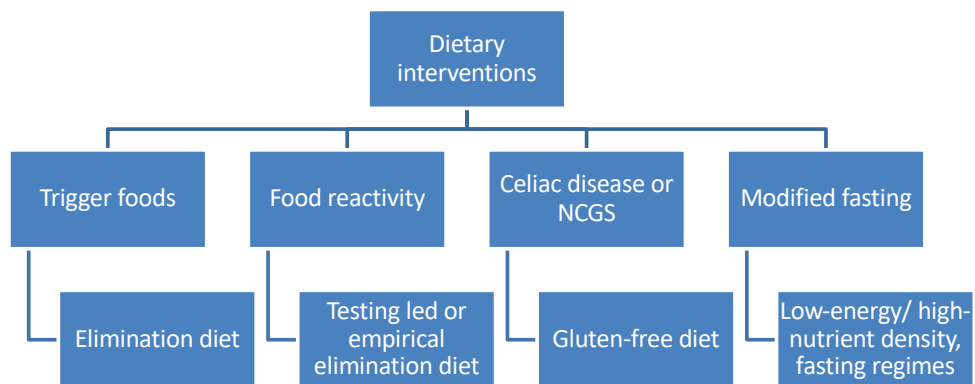 Dietary
interventions
Trigger foods
Food reactivity
Celiac disease or
NCGS
Modified fasting
Elimination diet
Testing led or
empirical
elimination diet
Gluten-free diet
Low-energy/ high-
nutrient density,
fasting regimes